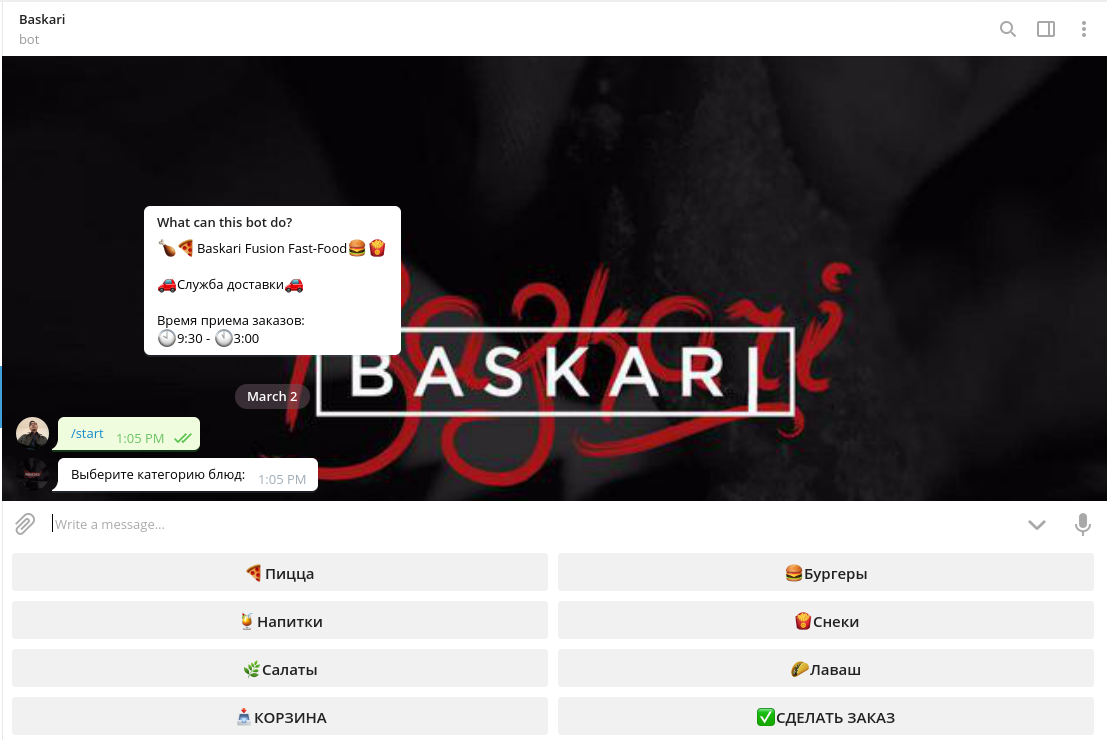 Baskari
bot
What can this bot do?
🍗🍕 Baskari Fusion Fast-Food🍔🍟
🚗Служба доставки🚗
Время приема заказов:
🕙9:30 - 🕚3:00
Baskari
BASKARI
March 2
/start 1:05 PM
Выберите категорию блюд: 1:05 PM
Write a message...
🍕Пицца
🍔Бургеры
🍹Напитки
🍟Снеки
🌿Салаты
🌮Лаваш
📥КОРЗИНА
✅СДЕЛАТЬ ЗАКАЗ